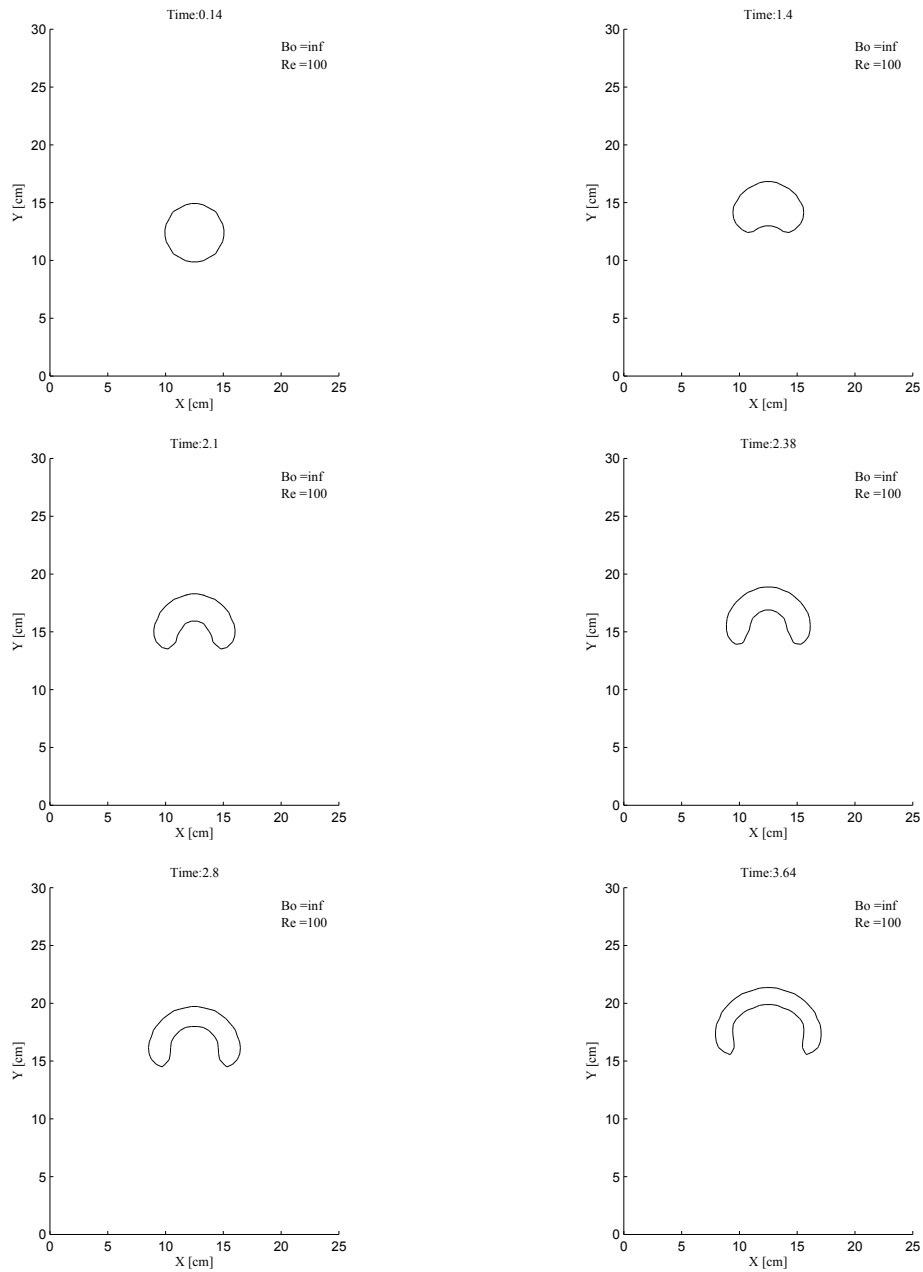 Time:0.14
Bo =inf
Re =100
30
25
20
15
10
5
0
Y [cm]
0 5 10 15 20 25
X [cm]
Time:1.4
Bo =inf
Re =100
30
25
20
15
10
5
0
Y [cm]
0 5 10 15 20 25
X [cm]
Time:2.1
Bo =inf
Re =100
30
25
20
15
10
5
0
Y [cm]
0 5 10 15 20 25
X [cm]
Time:2.38
Bo =inf
Re =100
30
25
20
15
10
5
0
Y [cm]
0 5 10 15 20 25
X [cm]
Time:2.8
Bo =inf
Re =100
30
25
20
15
10
5
0
Y [cm]
0 5 10 15 20 25
X [cm]
Time:3.64
Bo =inf
Re =100
30
25
20
15
10
5
0
Y [cm]
0 5 10 15 20 25
X [cm]